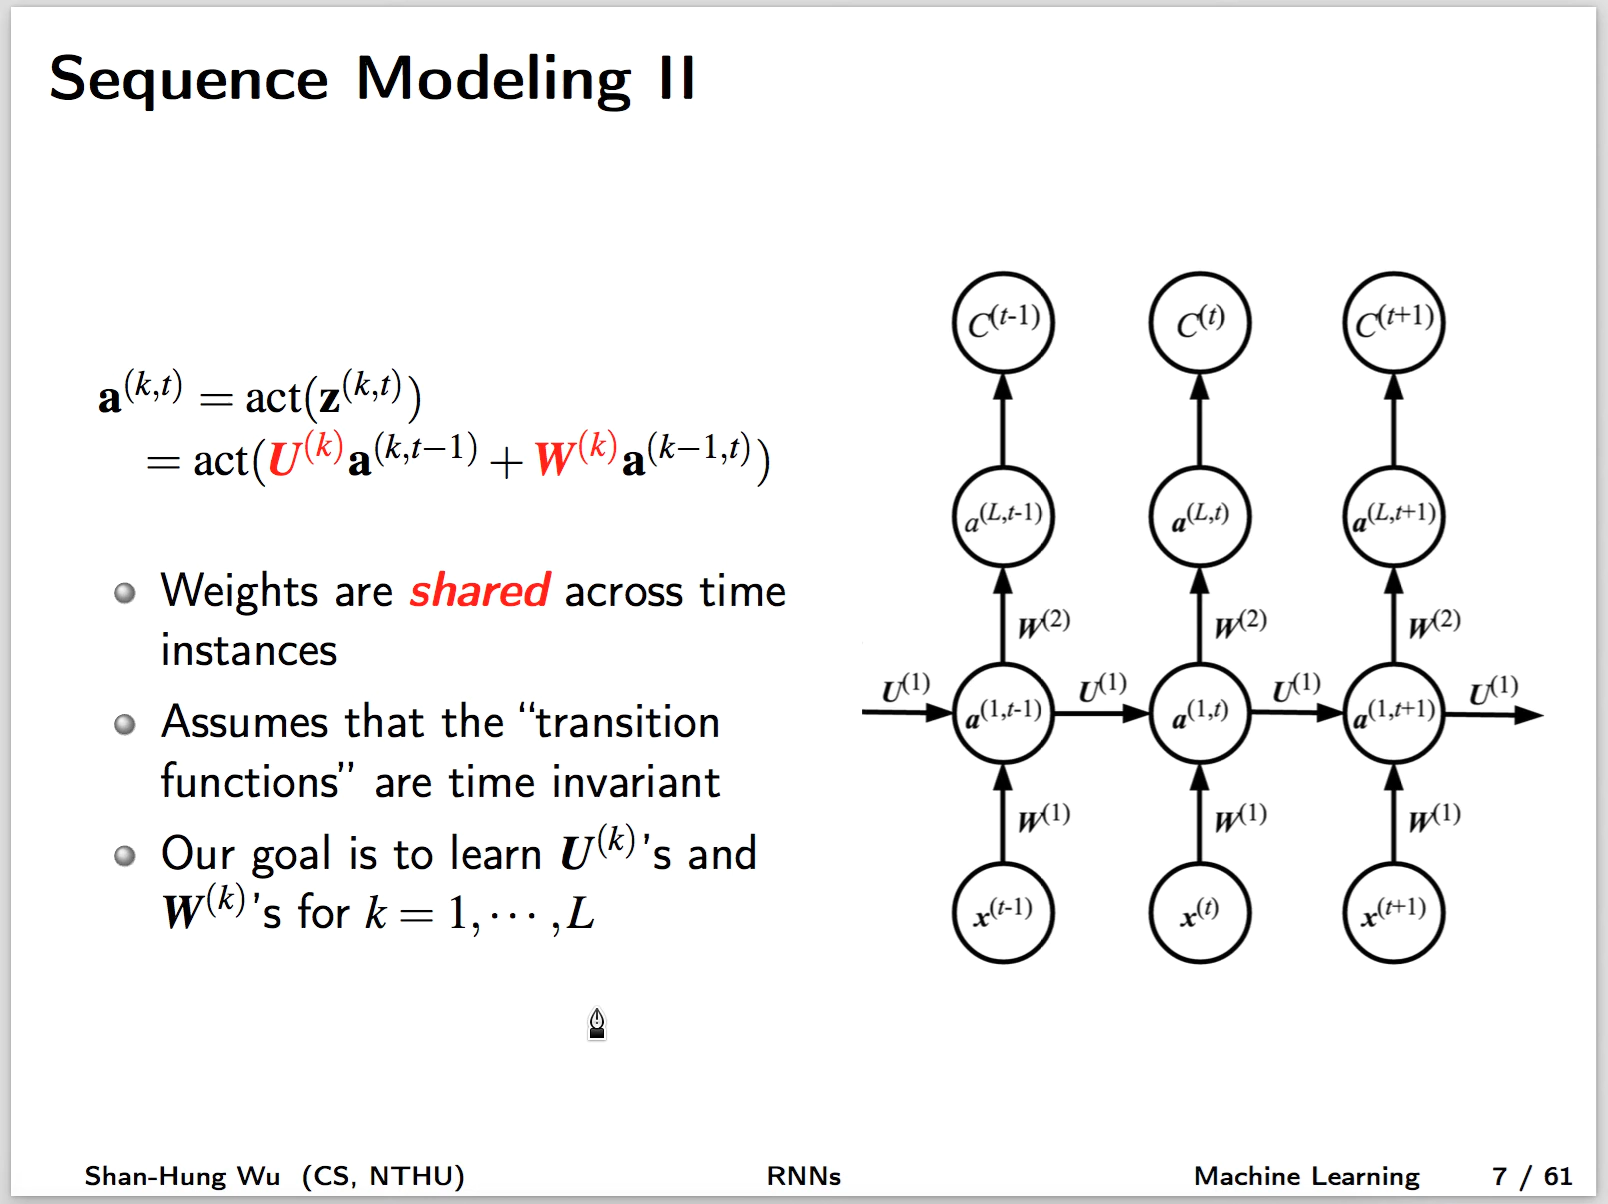 Sequence Modeling II
a^(k,t) = act(z^(k,t))
= act(U^(k)a^(k,t−1) + W^(k)a^(k−1,t))
Weights are shared across time
instances
Assumes that the “transition
functions” are time invariant
Our goal is to learn U^(k)’s and
W^(k)’s for k = 1, ··· , L
C^(t-1) C^(t) C^(t+1)
a^(L,t-1) a^(L,t) a^(L,t+1)
W^(2) W^(2) W^(2)
U^(1) U^(1) U^(1) U^(1)
a^(1,t-1) a^(1,t) a^(1,t+1)
W^(1) W^(1) W^(1)
x^(t-1) x^(t) x^(t+1)
Shan-Hung Wu (CS, NTHU) RNNs Machine Learning 7 / 61